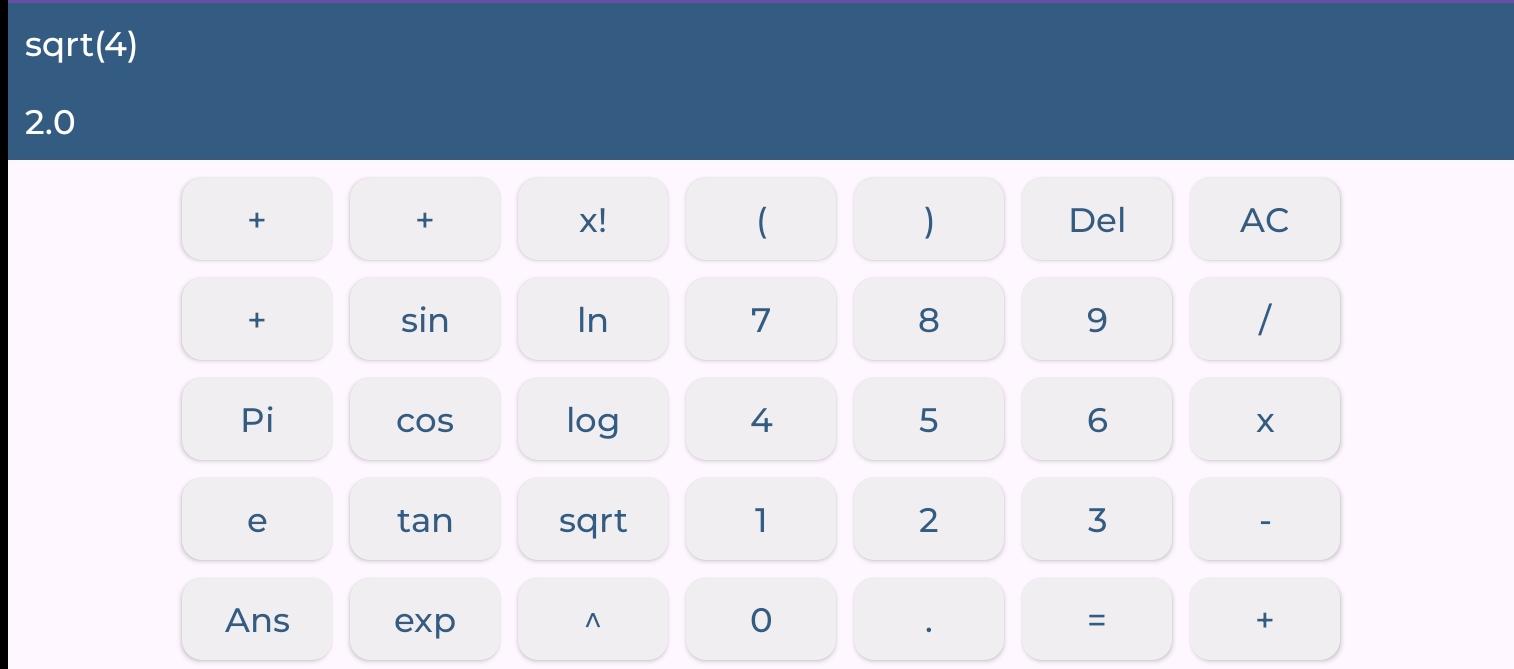 sqrt(4)
2.0
+ + x! ( ) Del AC
+ sin ln 7 8 9 /
Pi cos log 4 5 6 x
e tan sqrt 1 2 3 -
Ans exp ^ 0 . = +